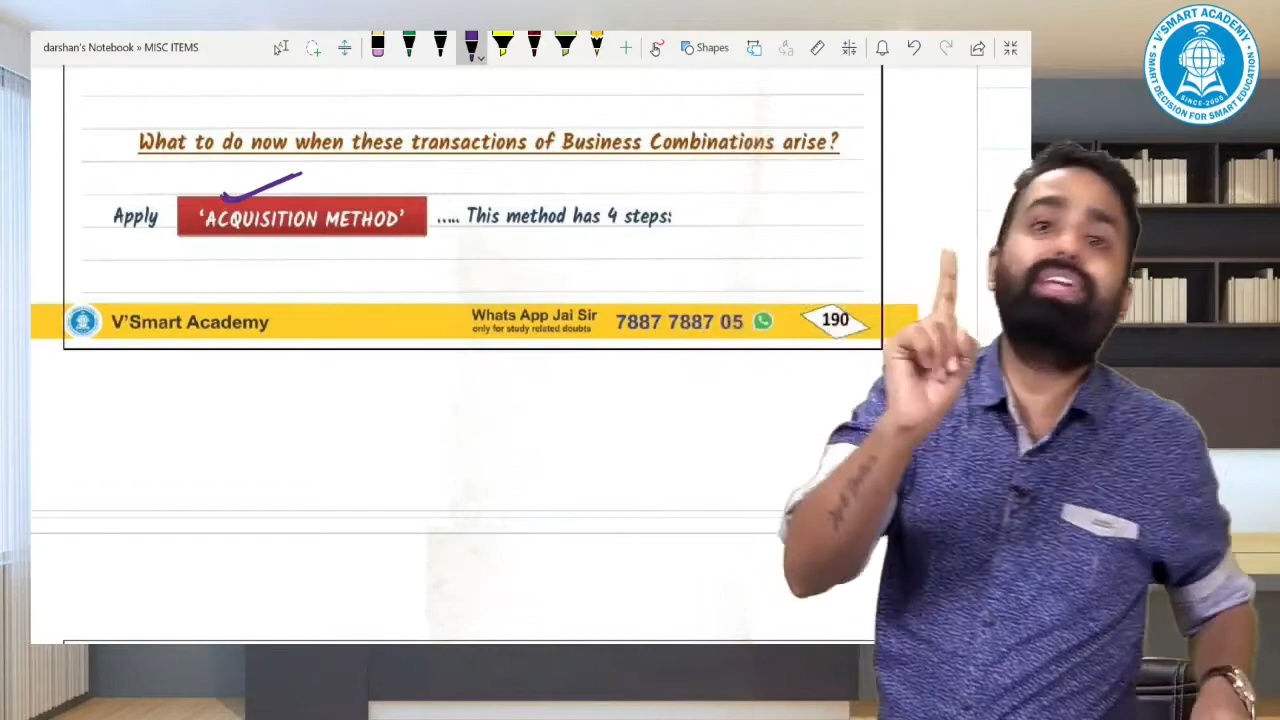 darshan's Notebook » MISC ITEMS
Shapes
V'SMART ACADEMY
SMART DECISION FOR SMART EDUCATION
SINCE-2005
What to do now when these transactions of Business Combinations arise?
Apply 'ACQUISITION METHOD' ..... This method has 4 steps:
V'Smart Academy
Whats App Jai Sir
only for study related doubts
7887 7887 05
190